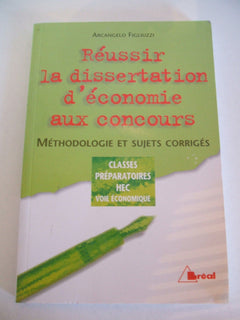 Arcangelo Figliuzzi
Réussir
la dissertation
d'économie
aux concours
Méthodologie et sujets corrigés
CLASSES
PRÉPARATOIRES
HEC
VOIE ÉCONOMIQUE
Bréal